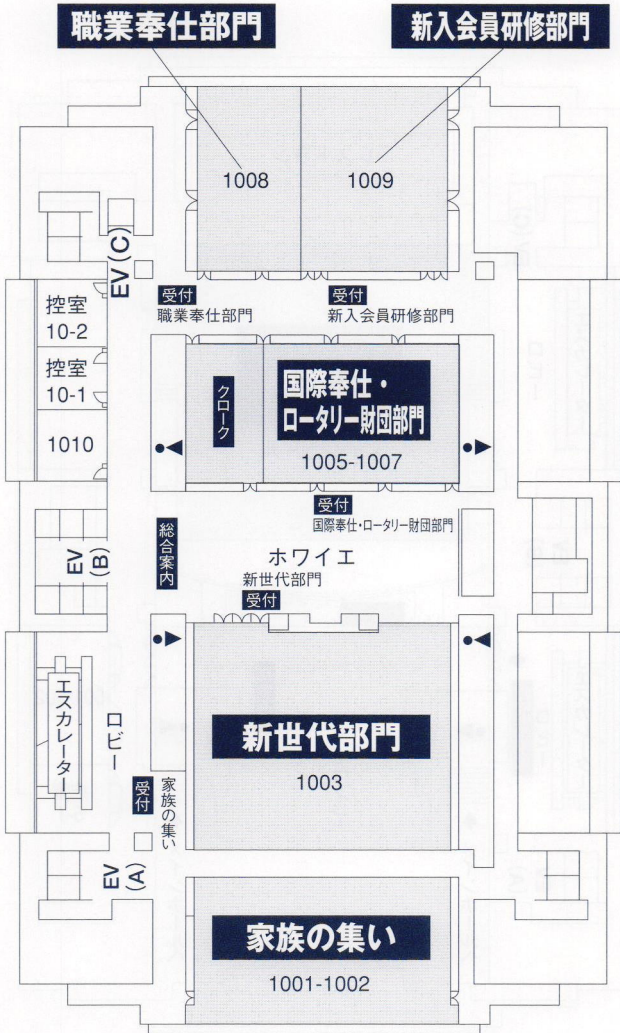 職業奉仕部門
新入会員研修部門
1008
1009
EV(C)
受付
職業奉仕部門
受付
新入会員研修部門
控室
10-2
控室
10-1
1010
クローク
国際奉仕・
ロータリー財団部門
1005-1007
受付
国際奉仕・ロータリー財団部門
EV
(B)
総合案内
ホワイエ
新世代部門
受付
エスカレーター
ロビー
新世代部門
1003
受付
家族の集い
EV
(A)
家族の集い
1001-1002